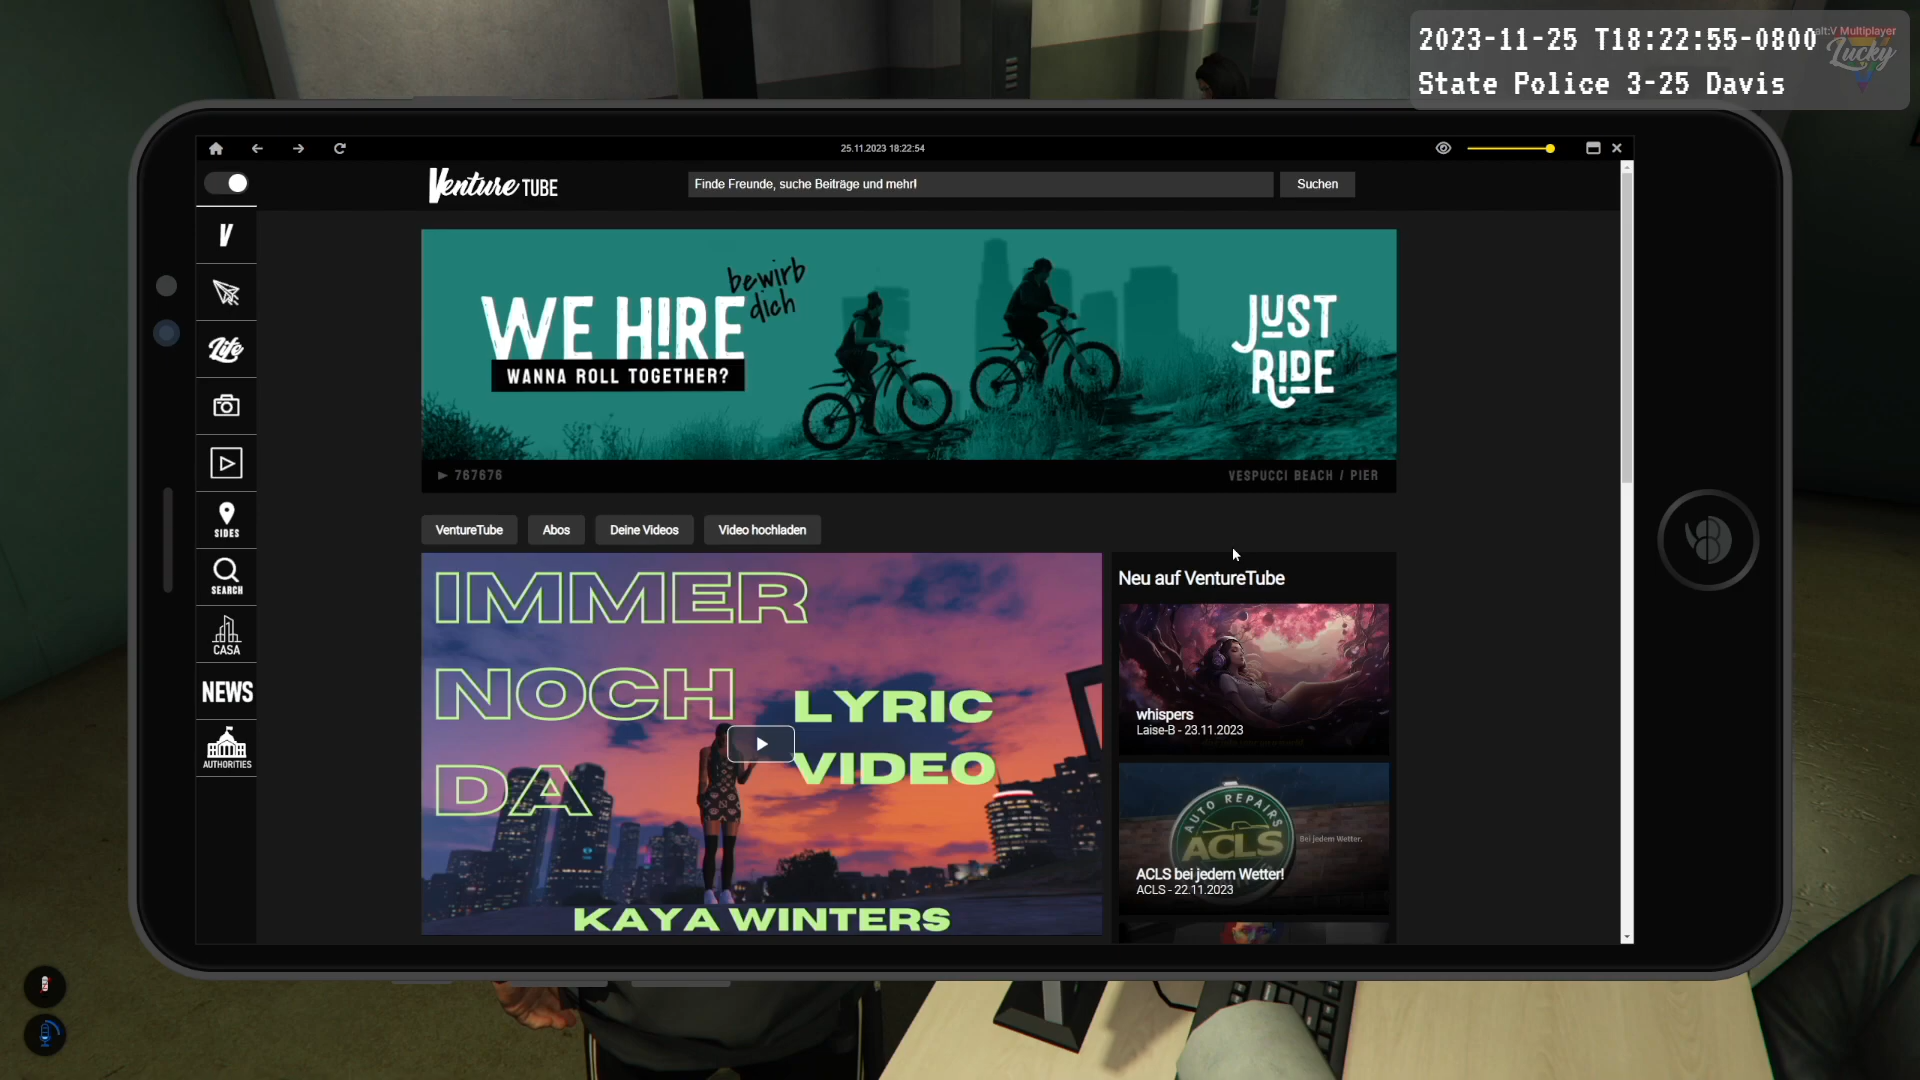 2023-11-25 T18:22:55-0800
alt:V Multiplayer
Lucky
State Police 3-25 Davis
25.11.2023 18:22:54
Venture TUBE
Finde Freunde, suche Beiträge und mehr!
Suchen
V
Life
SIDES
SEARCH
CASA
NEWS
AUTHORITIES
WE HIRE
bewirb
dich
WANNA ROLL TOGETHER?
JUST
RIDE
767676
VESPUCCI BEACH / PIER
VentureTube
Abos
Deine Videos
Video hochladen
IMMER
NOCH
DA
LYRIC
VIDEO
KAYA WINTERS
Neu auf VentureTube
whispers
Laise-B - 23.11.2023
AUTO REPAIRS
ACLS
Bei jedem Wetter.
ACLS bei jedem Wetter!
ACLS - 22.11.2023